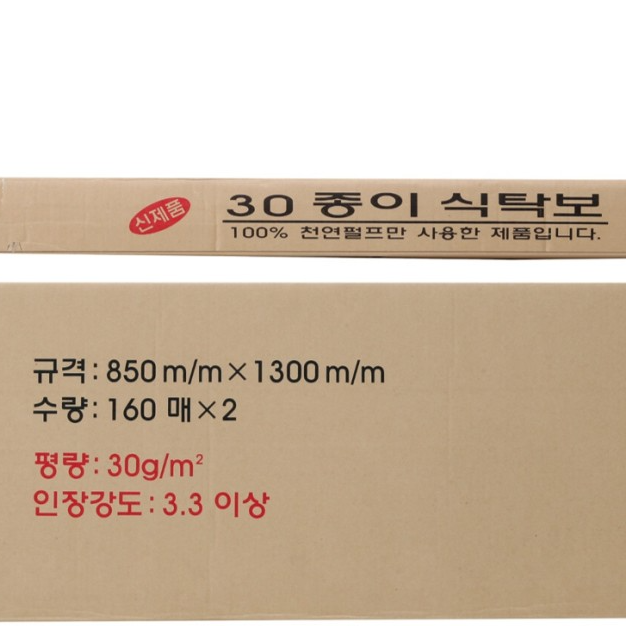 신제품
30 종이 식탁보
100% 천연펄프만 사용한 제품입니다.
규격:850m/m×1300m/m
수량:160 매×2
평량:30g/m²
인장강도:3.3 이상